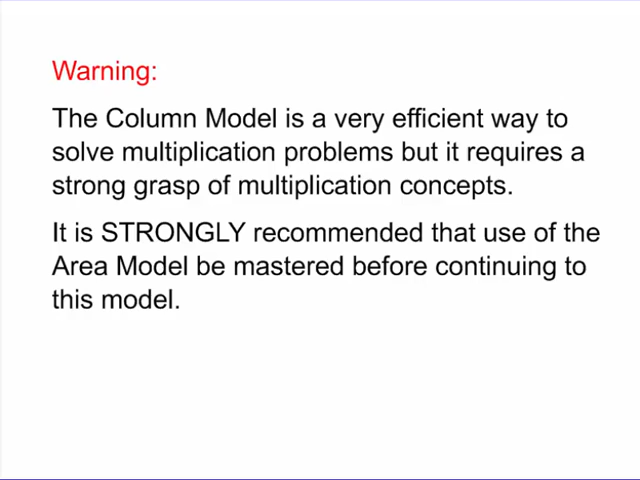 Warning:
The Column Model is a very efficient way to
solve multiplication problems but it requires a
strong grasp of multiplication concepts.
It is STRONGLY recommended that use of the
Area Model be mastered before continuing to
this model.